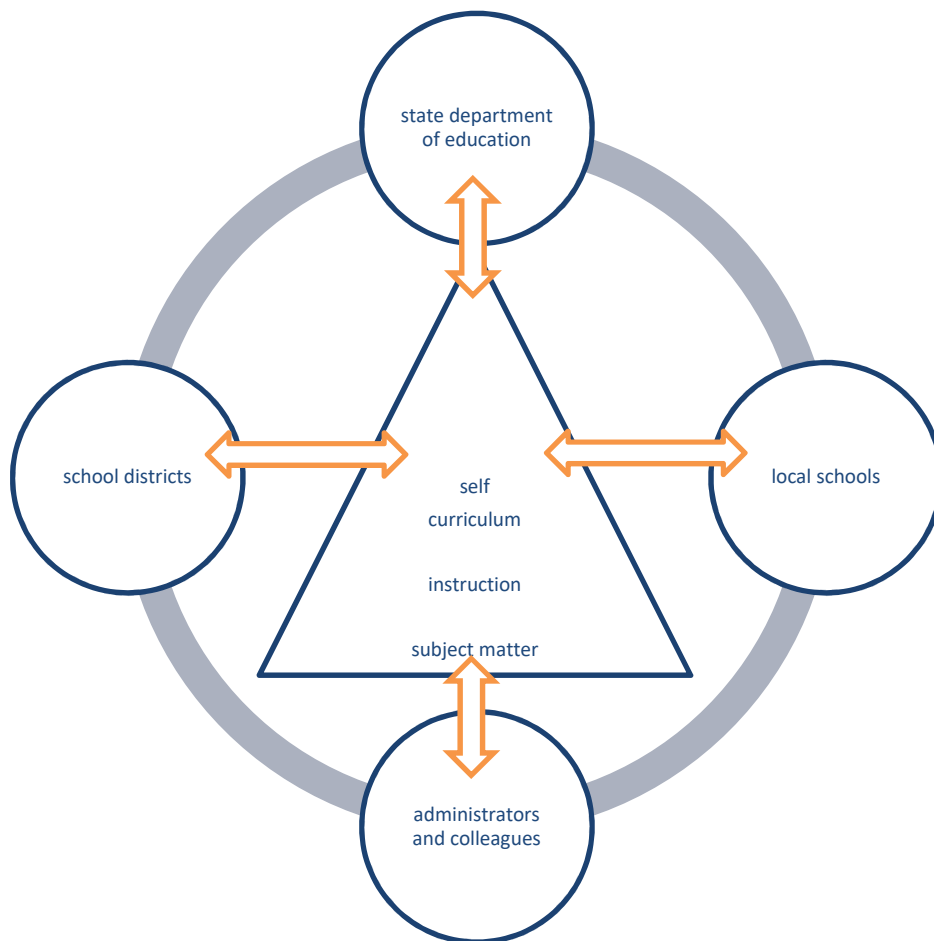 state department
of education
school districts
local schools
self
curriculum
instruction
subject matter
administrators
and colleagues